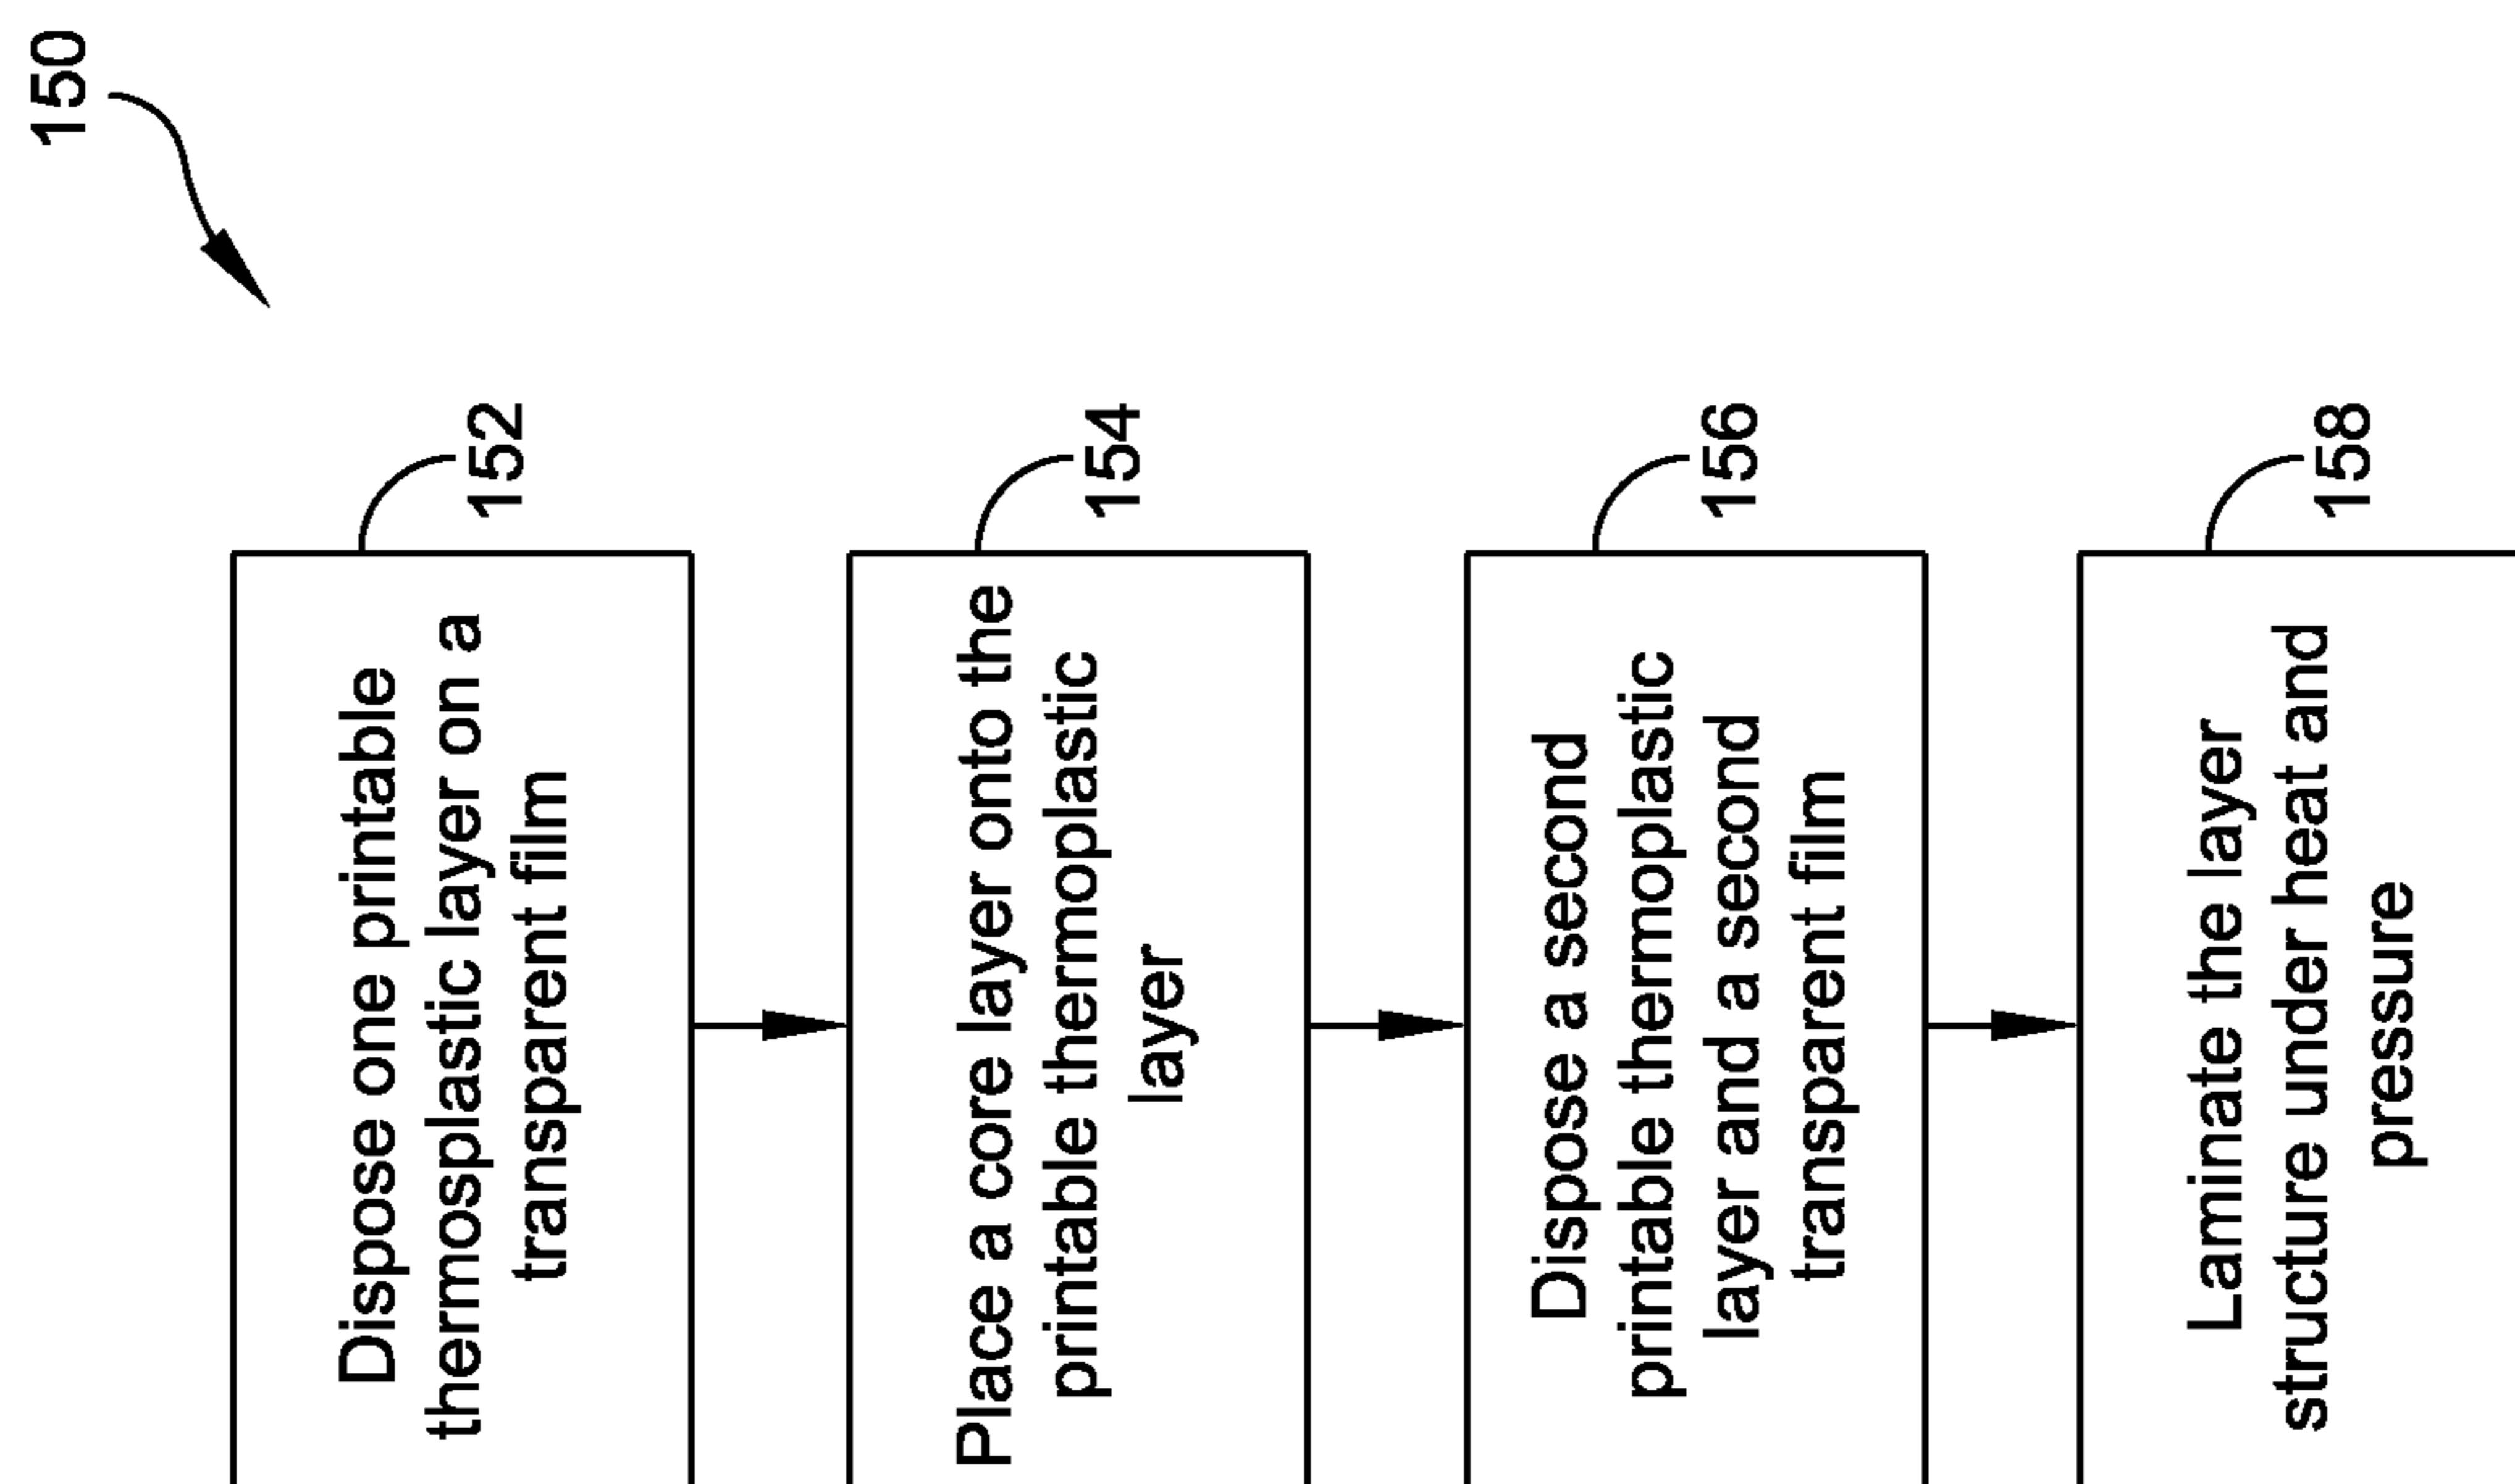 150
Dispose one printable
thermosplastic layer on a
transparent film
152
Place a core layer onto the
printable thermoplastic
layer
154
Dispose a second
printable thermoplastic
layer and a second
transparent film
156
Laminate the layer
structure under heat and
pressure
158